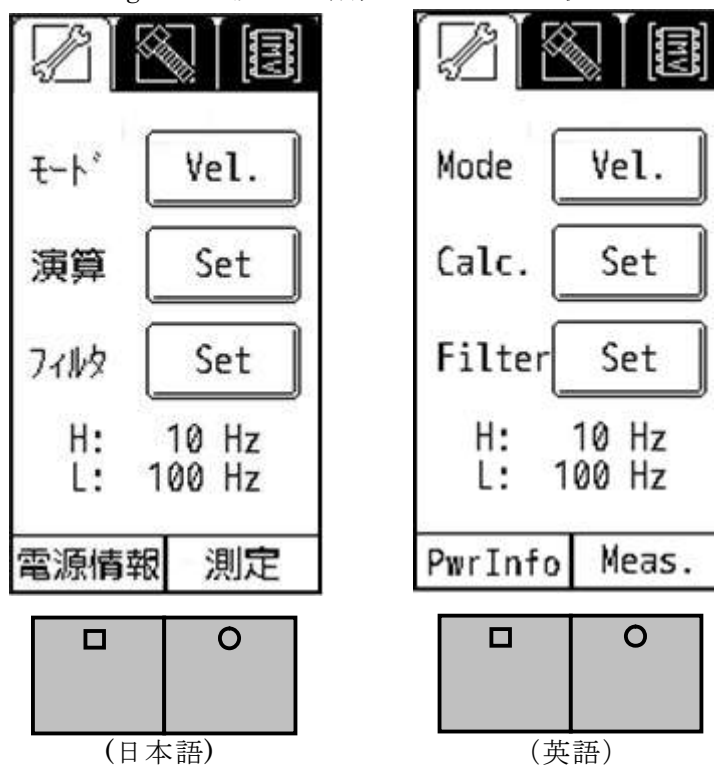 IMV
モード Vel.
演算 Set
フィルタ Set
H: 10 Hz
L: 100 Hz
電源情報 測定
(日本語)
IMV
Mode Vel.
Calc. Set
Filter Set
H: 10 Hz
L: 100 Hz
PwrInfo Meas.
(英語)